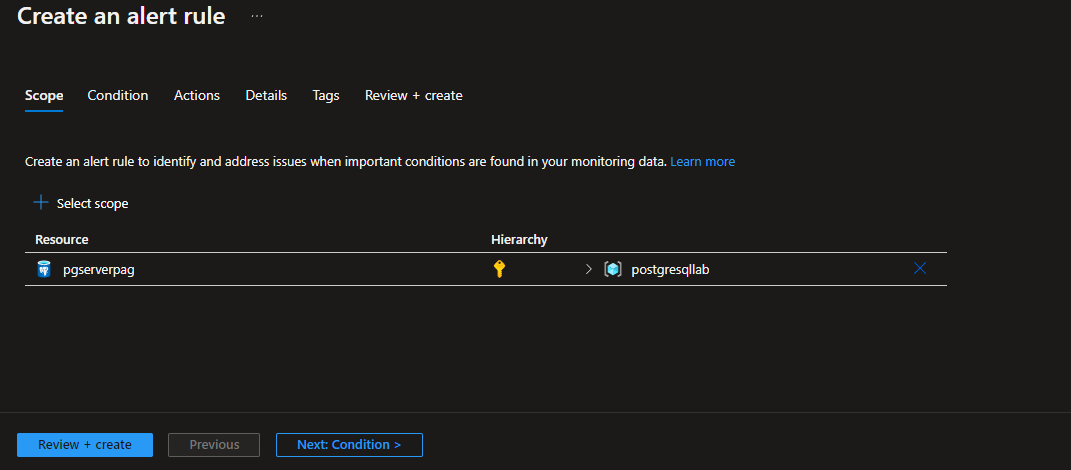 Create an alert rule ...
Scope Condition Actions Details Tags Review + create
Create an alert rule to identify and address issues when important conditions are found in your monitoring data. Learn more
+ Select scope
Resource Hierarchy
pgserverpag > postgresqllab
Review + create Previous Next: Condition >